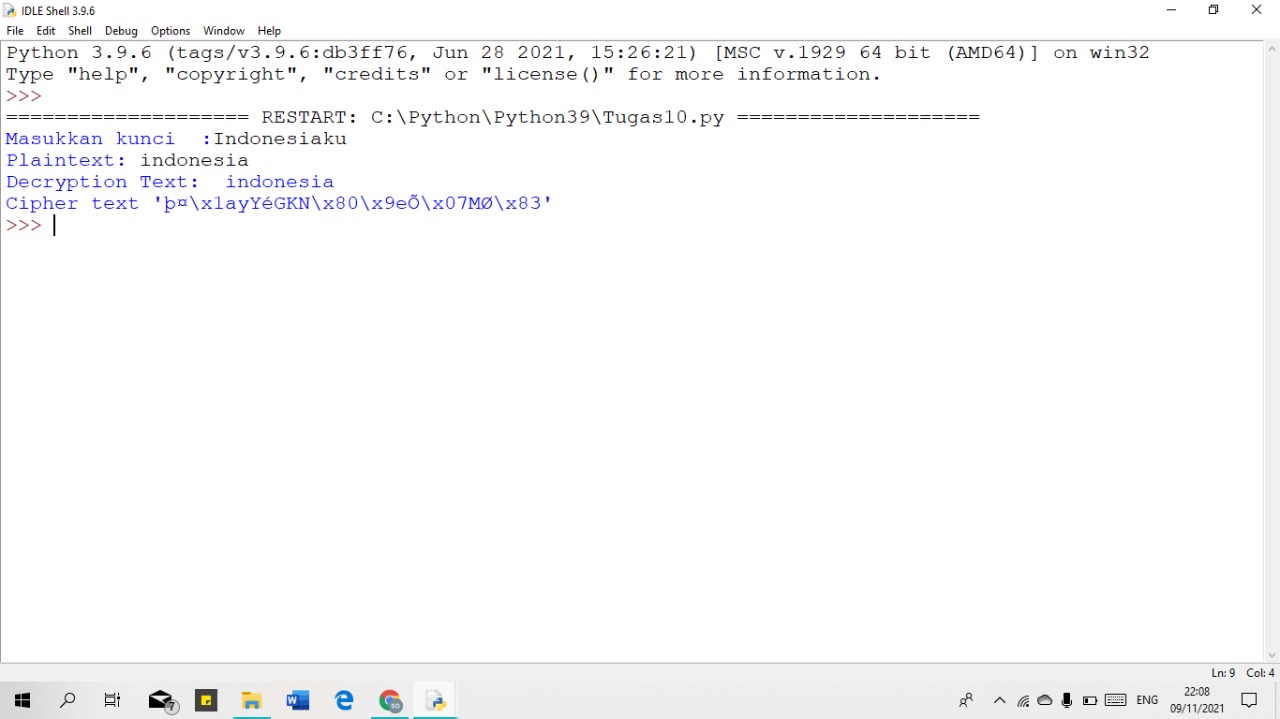 IDLE Shell 3.9.6
File Edit Shell Debug Options Window Help
Python 3.9.6 (tags/v3.9.6:db3ff76, Jun 28 2021, 15:26:21) [MSC v.1929 64 bit (AMD64)] on win32
Type "help", "copyright", "credits" or "license()" for more information.
>>>
==================== RESTART: C:\Python\Python39\Tugas10.py ====================
Masukkan kunci  :Indonesiaku
Plaintext: indonesia
Decryption Text:  indonesia
Cipher text 'þ¤\x1ayYéGKN\x80\x9eÕ\x07MØ\x83'
>>>
Ln: 9 Col: 4
7
SO
ENG
22:08
09/11/2021